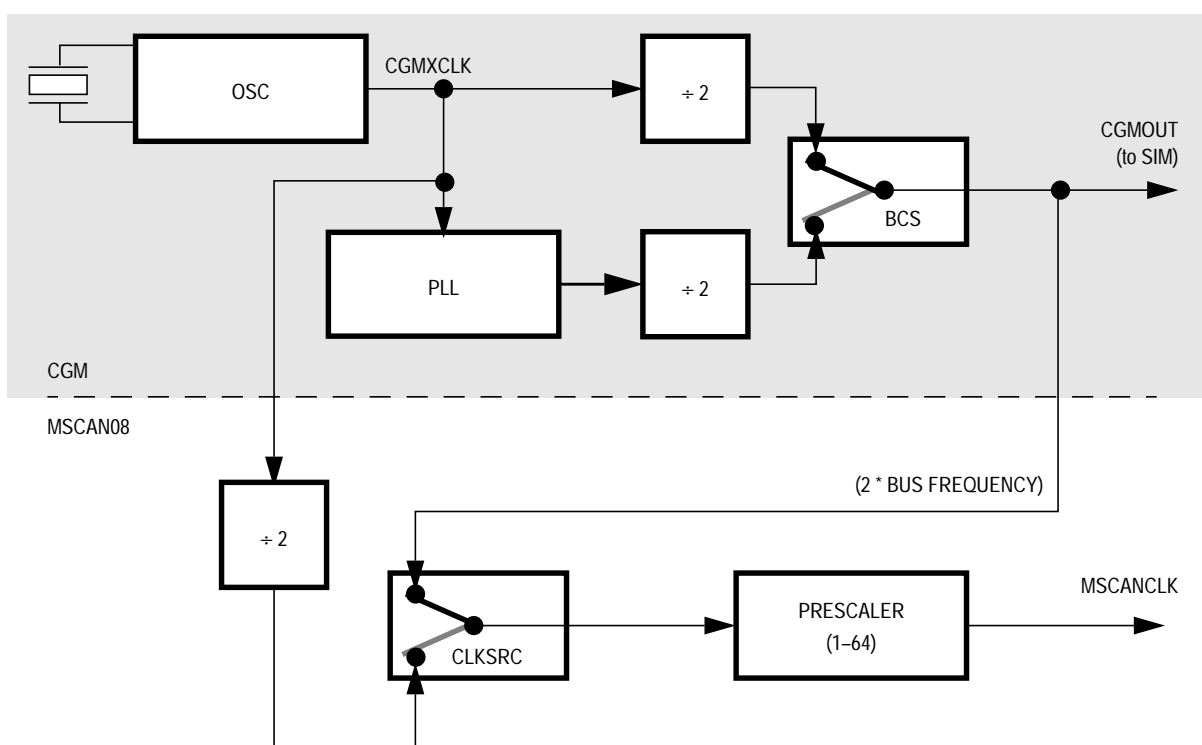 CGMXCLK
OSC
÷ 2
CGMOUT
(to SIM)
BCS
PLL
÷ 2
CGM
MSCAN08
(2 * BUS FREQUENCY)
÷ 2
MSCANCLK
PRESCALER
(1–64)
CLKSRC